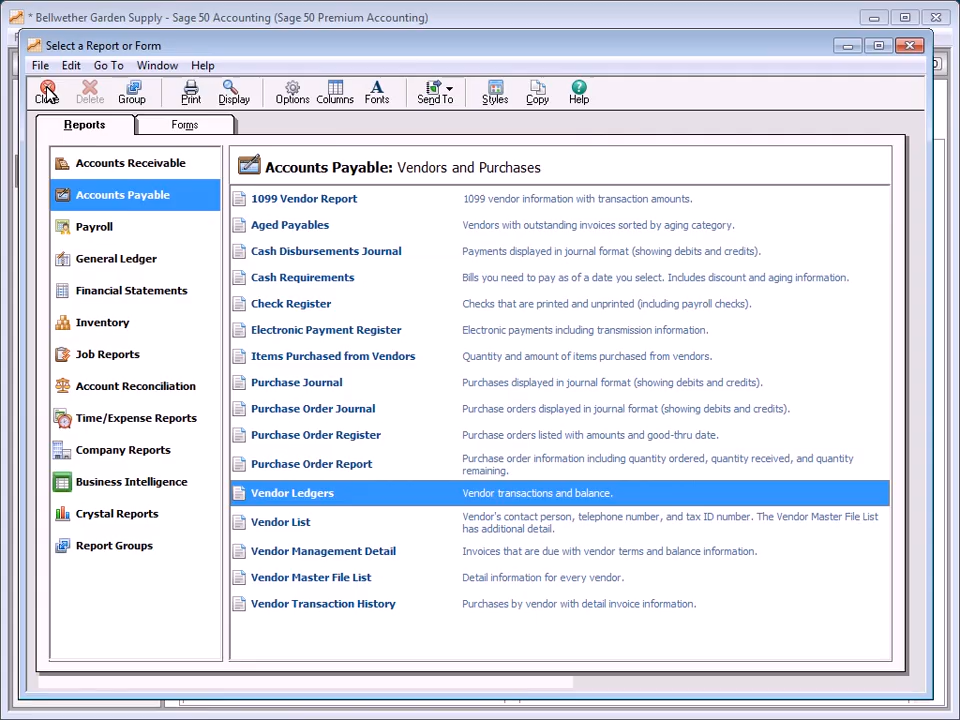 * Bellwether Garden Supply - Sage 50 Accounting (Sage 50 Premium Accounting)
Select a Report or Form
File Edit Go To Window Help
Close Delete Group Print Display Options Columns Fonts Send To Styles Copy Help
Reports Forms
Accounts Receivable
Accounts Payable
Payroll
General Ledger
Financial Statements
Inventory
Job Reports
Account Reconciliation
Time/Expense Reports
Company Reports
Business Intelligence
Crystal Reports
Report Groups
Accounts Payable: Vendors and Purchases
1099 Vendor Report 1099 vendor information with transaction amounts.
Aged Payables Vendors with outstanding invoices sorted by aging category.
Cash Disbursements Journal Payments displayed in journal format (showing debits and credits).
Cash Requirements Bills you need to pay as of a date you select. Includes discount and aging information.
Check Register Checks that are printed and unprinted (including payroll checks).
Electronic Payment Register Electronic payments including transmission information.
Items Purchased from Vendors Quantity and amount of items purchased from vendors.
Purchase Journal Purchases displayed in journal format (showing debits and credits).
Purchase Order Journal Purchase orders displayed in journal format (showing debits and credits).
Purchase Order Register Purchase orders listed with amounts and good-thru date.
Purchase Order Report Purchase order information including quantity ordered, quantity received, and quantity
remaining.
Vendor Ledgers Vendor transactions and balance.
Vendor List Vendor's contact person, telephone number, and tax ID number. The Vendor Master File List
has additional detail.
Vendor Management Detail Invoices that are due with vendor terms and balance information.
Vendor Master File List Detail information for every vendor.
Vendor Transaction History Purchases by vendor with detail invoice information.